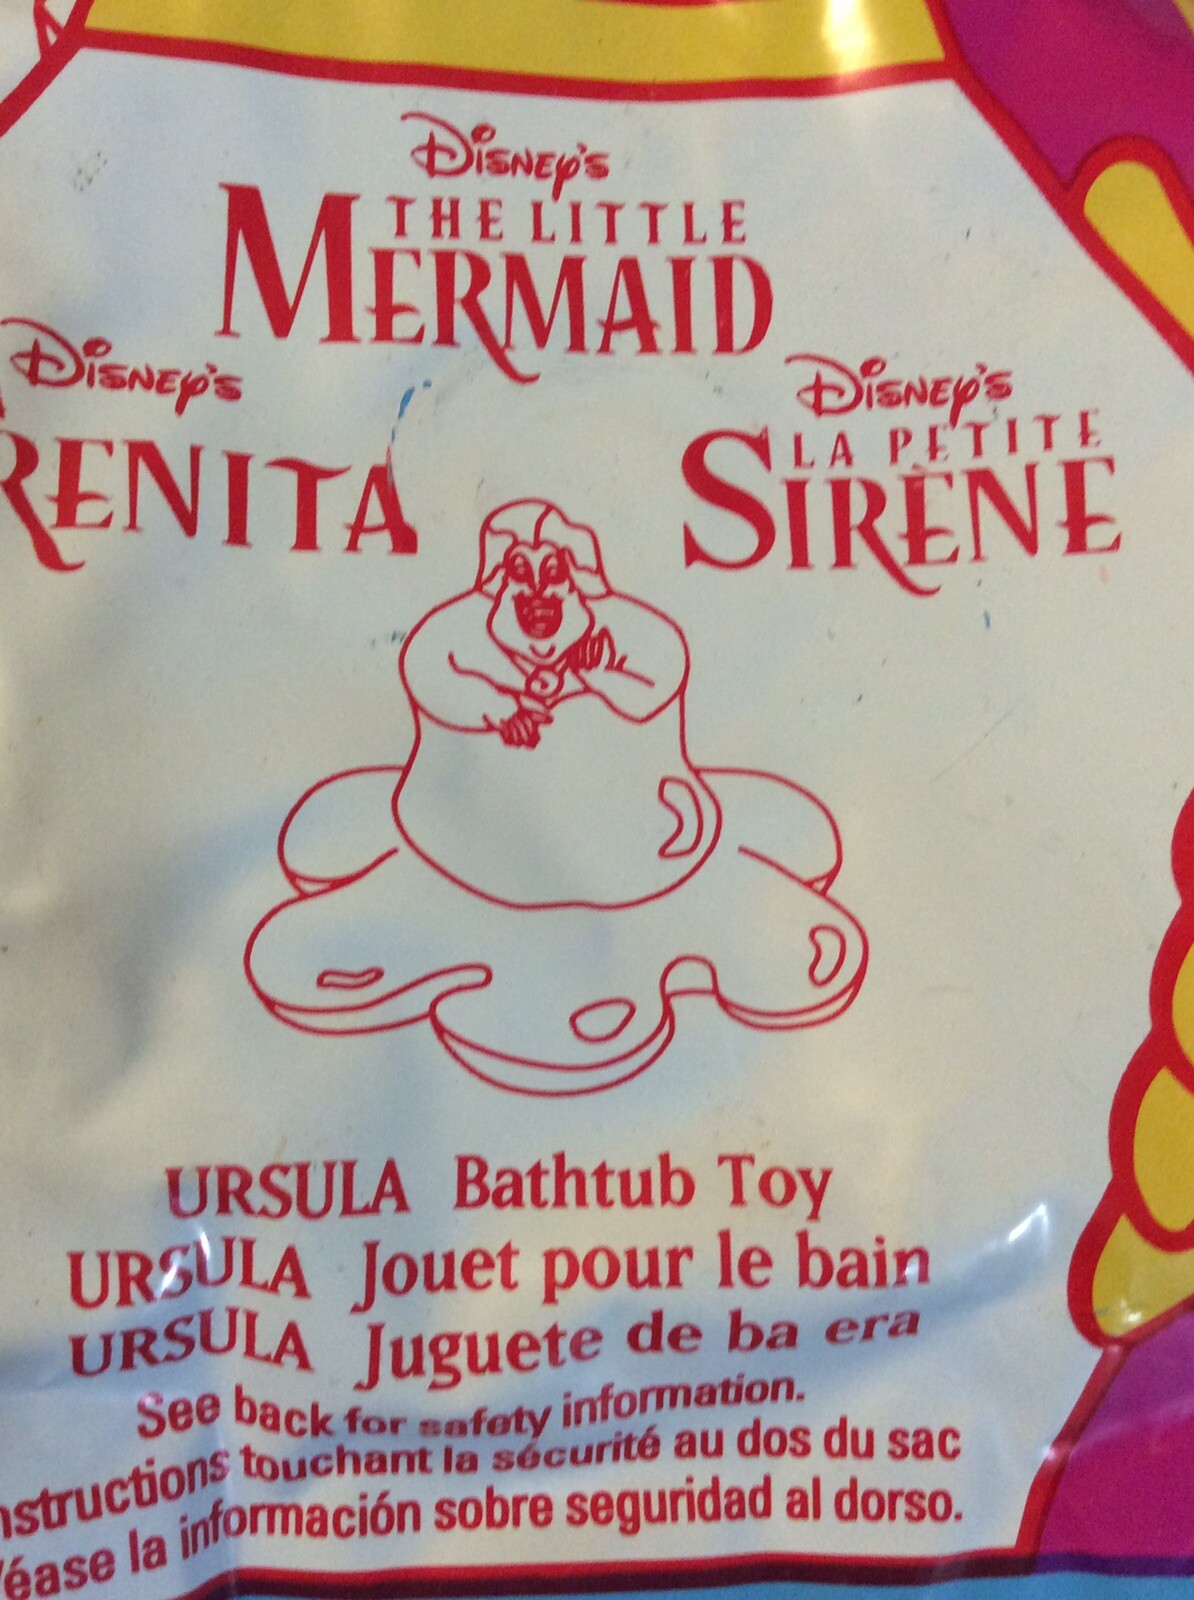 Disney's
THE LITTLE
MERMAID
Disney's
RENITA
Disney's
LA PETITE
SIRÈNE
URSULA Bathtub Toy
URSULA Jouet pour le bain
URSULA Juguete de ba era
See back for safety information.
nstructions touchant la sécurité au dos du sac
Véase la información sobre seguridad al dorso.